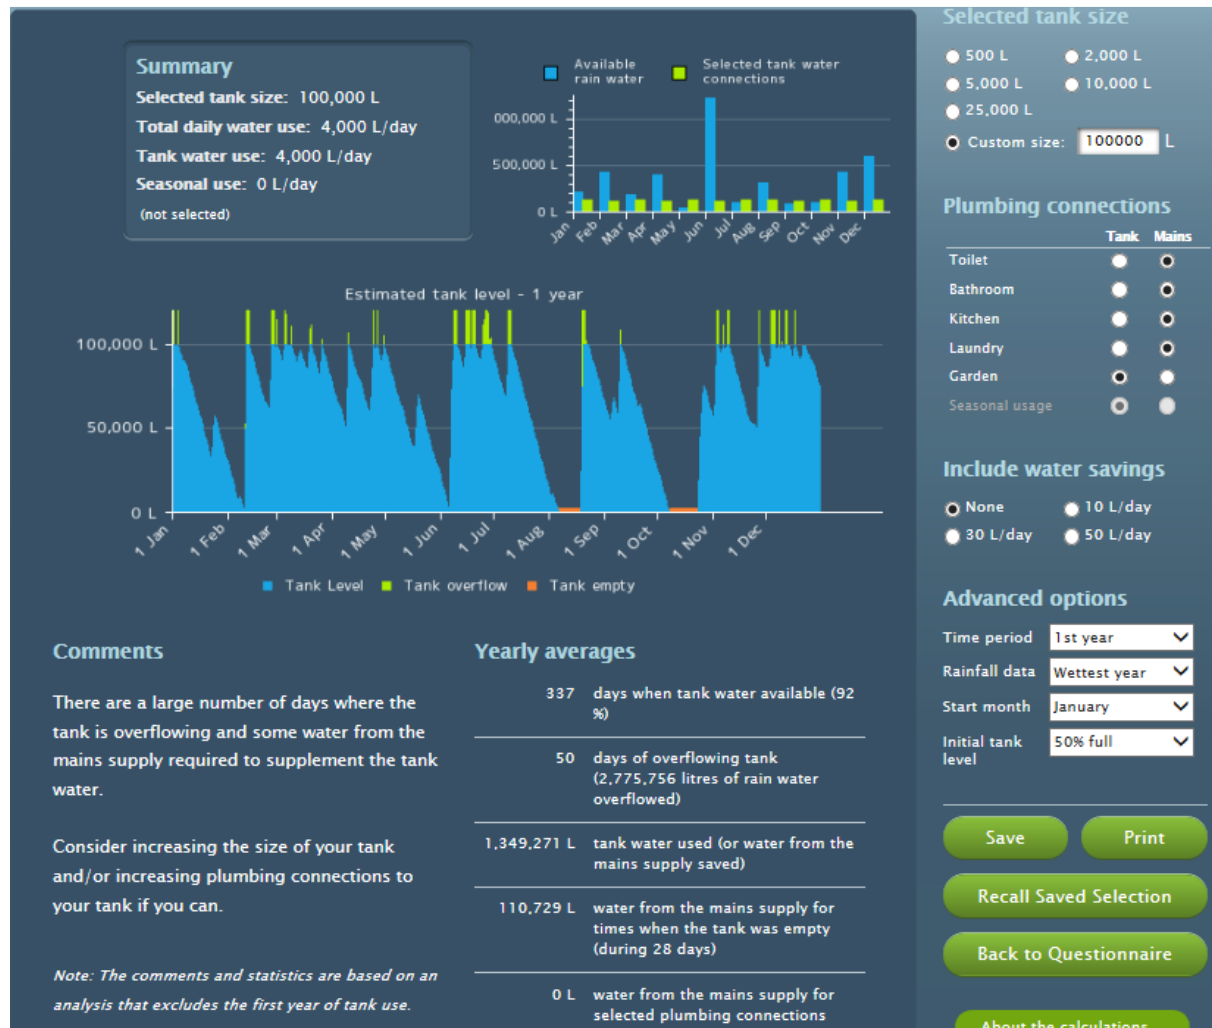 Summary
Selected tank size: 100,000 L
Total daily water use: 4,000 L/day
Tank water use: 4,000 L/day
Seasonal use: 0 L/day
(not selected)
Available
rain water
Selected tank water
connections
000,000 L
500,000 L
0 L
Jan Feb Mar Apr May Jun Jul Aug Sep Oct Nov Dec
Estimated tank level - 1 year
100,000 L
50,000 L
0 L
1 Jan 1 Feb 1 Mar 1 Apr 1 May 1 Jun 1 Jul 1 Aug 1 Sep 1 Oct 1 Nov 1 Dec
Tank Level Tank overflow Tank empty
Comments
There are a large number of days where the
tank is overflowing and some water from the
mains supply required to supplement the tank
water.
Consider increasing the size of your tank
and/or increasing plumbing connections to
your tank if you can.
Note: The comments and statistics are based on an
analysis that excludes the first year of tank use.
Yearly averages
337 days when tank water available (92
%)
50 days of overflowing tank
(2,775,756 litres of rain water
overflowed)
1,349,271 L tank water used (or water from the
mains supply saved)
110,729 L water from the mains supply for
times when the tank was empty
(during 28 days)
0 L water from the mains supply for
selected plumbing connections
Selected tank size
500 L 2,000 L
5,000 L 10,000 L
25,000 L
Custom size: 100000 L
Plumbing connections
Tank Mains
Toilet
Bathroom
Kitchen
Laundry
Garden
Seasonal usage
Include water savings
None 10 L/day
30 L/day 50 L/day
Advanced options
Time period 1st year
Rainfall data Wettest year
Start month January
Initial tank
level 50% full
Save Print
Recall Saved Selection
Back to Questionnaire
About the calculations